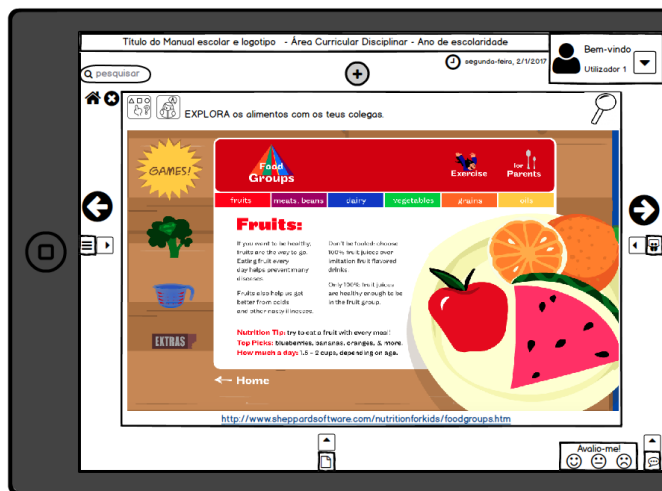 Título do Manual escolar e logotipo - Área Curricular Disciplinar - Ano de escolaridade
Bem-vindo
Utilizador 1
segunda-feira, 2/1/2017
pesquisar
EXPLORA os alimentos com os teus colegas.
GAMES!
Food
Groups
Exercise
for
Parents
fruits
meats, beans
dairy
vegetables
grains
oils
Fruits:
If you want to be healthy,
fruits are the way to go.
Eating fruit every
day helps prevent many
diseases.
Fruits also help us get
better from colds
and other nasty illnesses.
Don't be foolish-choose
100% fruit juices over
imitation fruit flavored
drinks.
Only 100% fruit juices
are healthy enough to be
in the fruit group.
Nutrition Tip: try to eat a fruit with every meal!
Top Picks: blueberries, bananas, oranges, & more.
How much a day: 1.5 - 2 cups, depending on age.
EXTRAS
Home
http://www.sheppardsoftware.com/nutritionforkids/foodgroups.htm
Avalia-me!